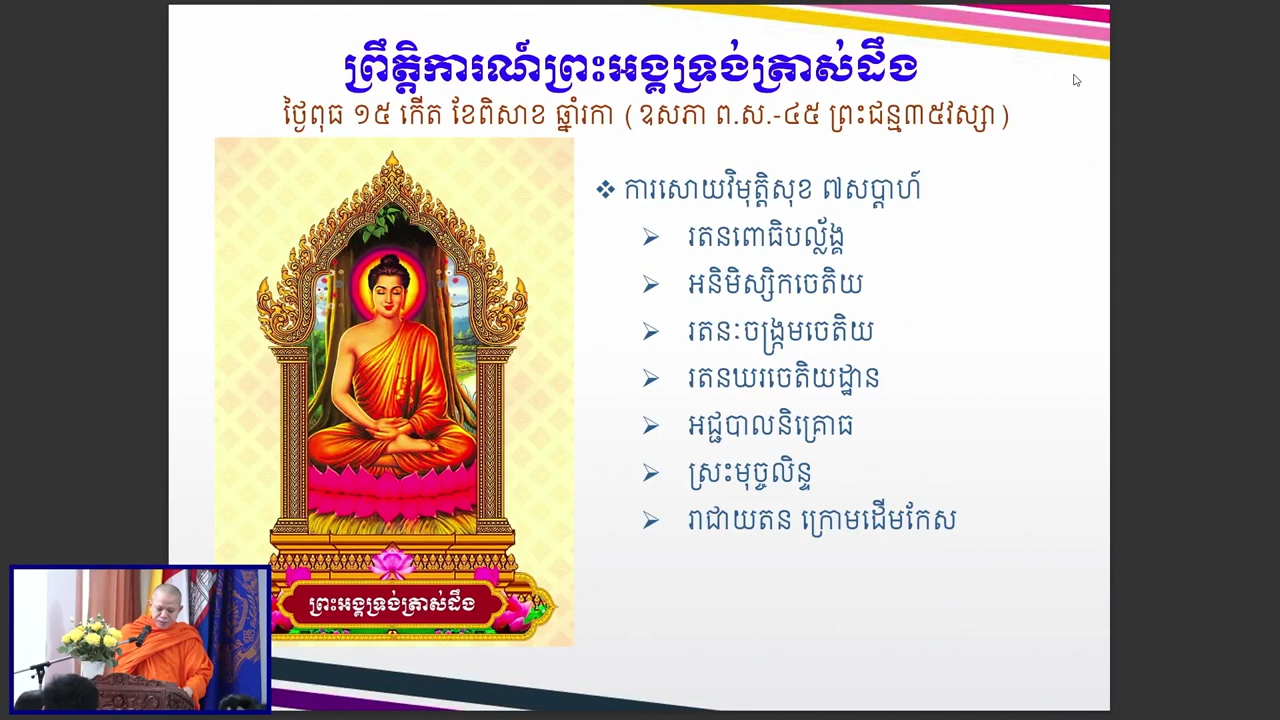 ព្រឹត្តិការណ៍ព្រះអង្គទ្រង់ត្រាស់ដឹង
ថ្ងៃពុធ ១៥ កើត ខែពិសាខ ឆ្នាំរកា ( ឧសភា ព.ស.-៤៥ ព្រះជន្ម៣៥វស្សា )
❖ ការសោយវិមុត្តិសុខ ៧សប្តាហ៍
➢ រតនពោធិបល្ល័ង្គ
➢ អនិមិស្សិកចេតិយ
➢ រតនៈចង្ក្រមចេតិយ
➢ រតនឃរចេតិយដ្ឋាន
➢ អជ្ជបាលនិគ្រោធ
➢ ស្រះមុច្ចលិន្ទ
➢ រាជាយតន ក្រោមដើមកែស
ព្រះអង្គទ្រង់ត្រាស់ដឹង